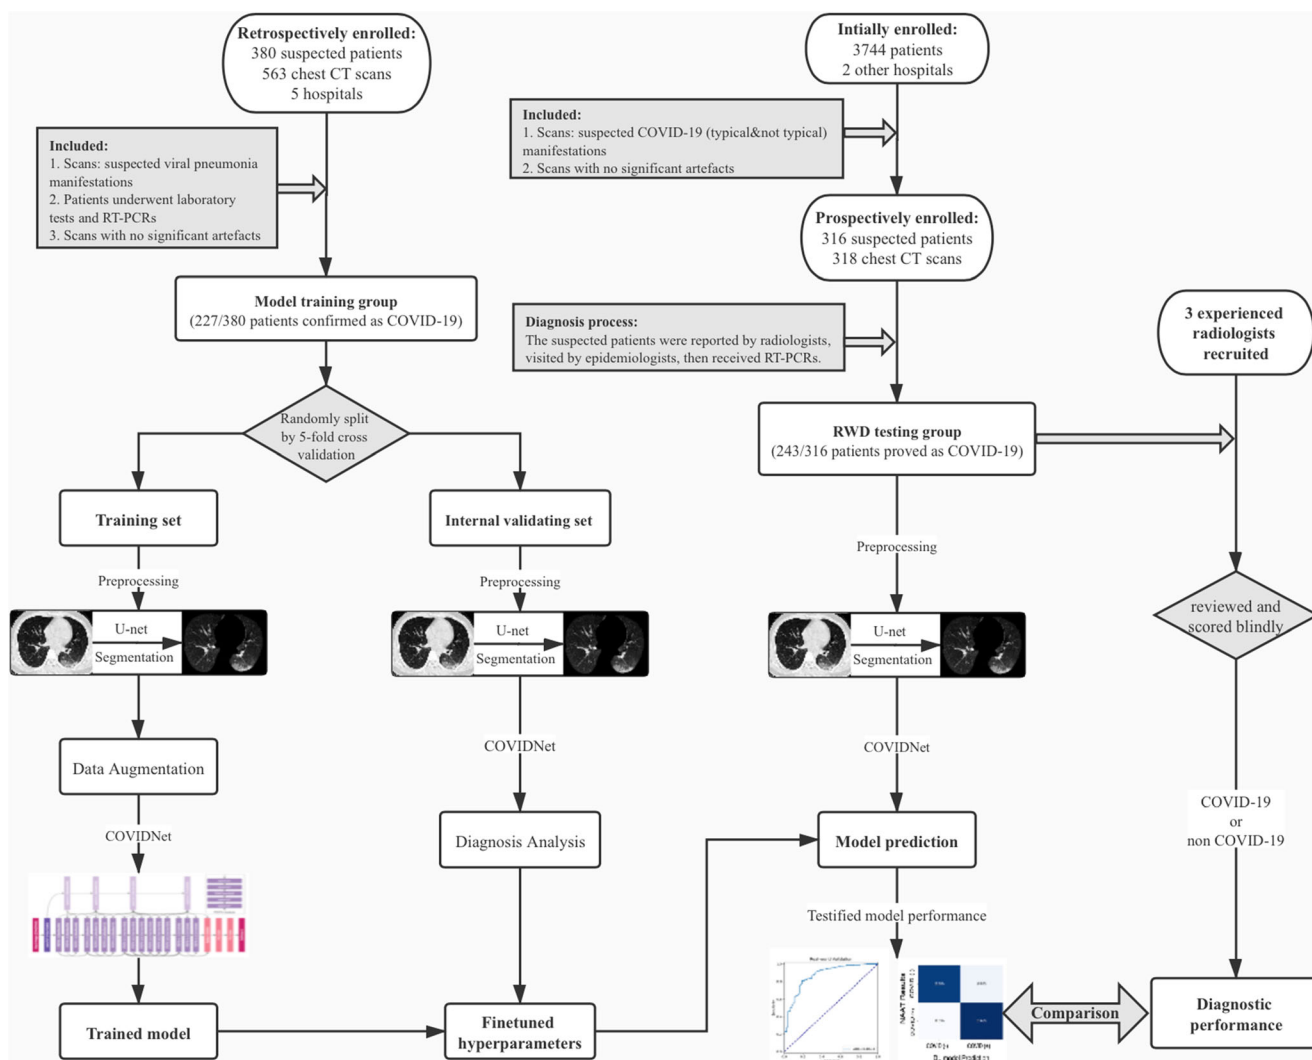 Retrospectively enrolled:
380 suspected patients
563 chest CT scans
5 hospitals
Included:
1. Scans: suspected viral pneumonia
manifestations
2. Patients underwent laboratory
tests and RT-PCRs
3. Scans with no significant artefacts
Model training group
(227/380 patients confirmed as COVID-19)
Randomly split
by 5-fold cross
validation
Training set
Internal validating set
Preprocessing
Preprocessing
U-net
Segmentation
U-net
Segmentation
Data Augmentation
COVIDNet
COVIDNet
Diagnosis Analysis
Trained model
Finetuned
hyperparameters
Intially enrolled:
3744 patients
2 other hospitals
Included:
1. Scans: suspected COVID-19 (typical&not typical)
manifestations
2. Scans with no significant artefacts
Prospectively enrolled:
316 suspected patients
318 chest CT scans
Diagnosis process:
The suspected patients were reported by radiologists,
visited by epidemiologists, then received RT-PCRs.
RWD testing group
(243/316 patients proved as COVID-19)
Preprocessing
U-net
Segmentation
COVIDNet
Model prediction
Testified model performance
NAAT Results
COVID (-)
COVID (+)
3 experienced
radiologists
recruited
reviewed and
scored blindly
COVID-19
or
non COVID-19
Comparison
Diagnostic
performance